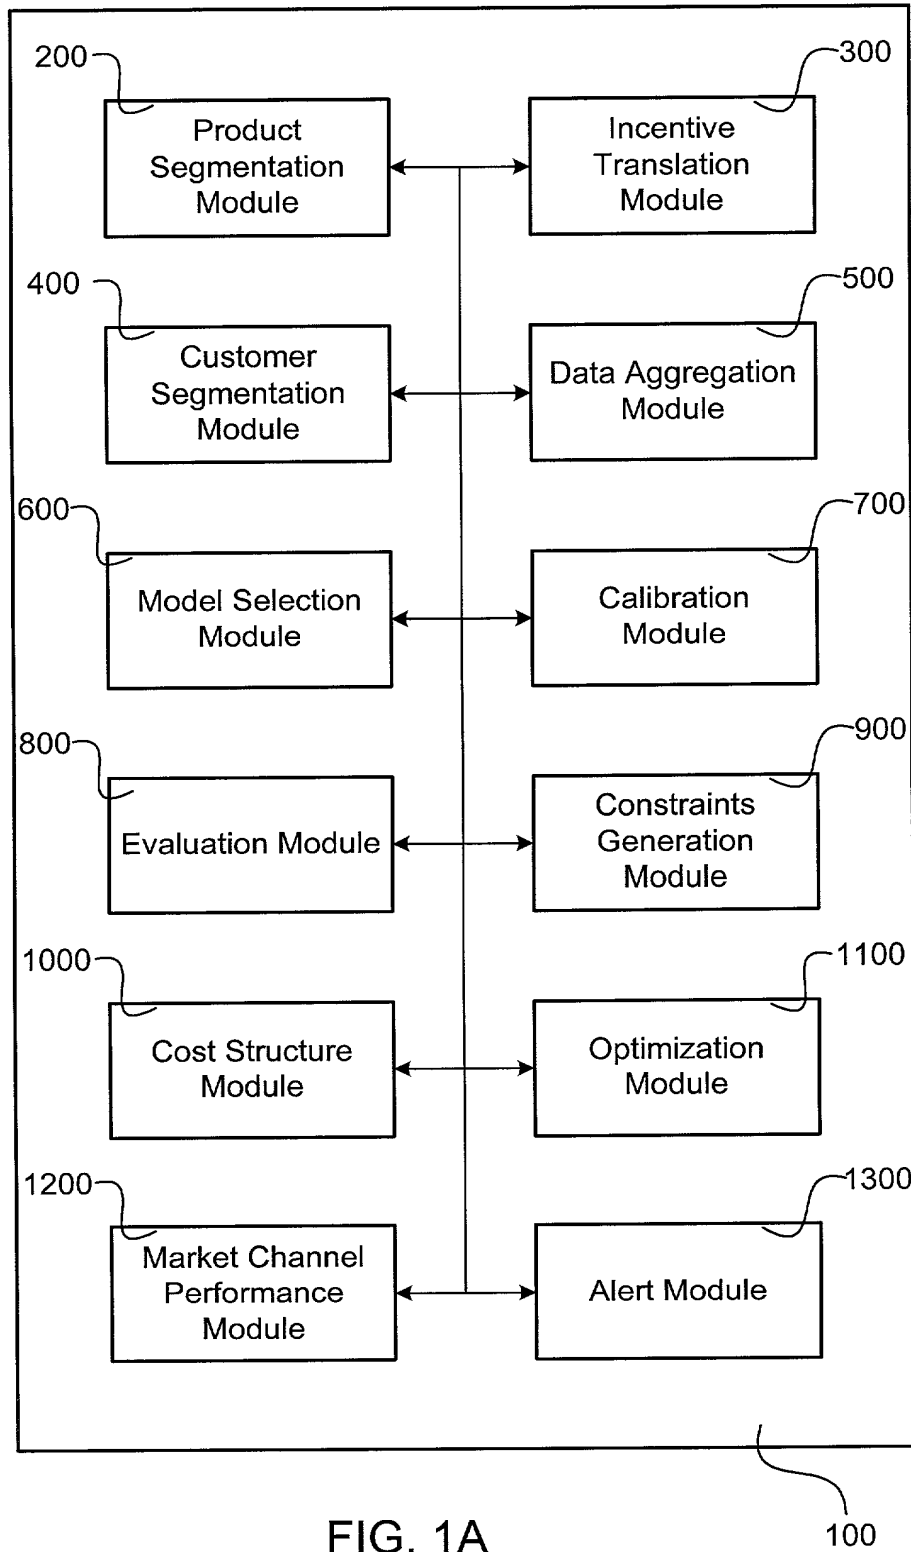 200
300
Product
Segmentation
Module
Incentive
Translation
Module
400
500
Customer
Segmentation
Module
Data Aggregation
Module
600
700
Model Selection
Module
Calibration
Module
800
900
Evaluation Module
Constraints
Generation
Module
1000
1100
Cost Structure
Module
Optimization
Module
1200
1300
Market Channel
Performance
Module
Alert Module
100
FIG. 1A